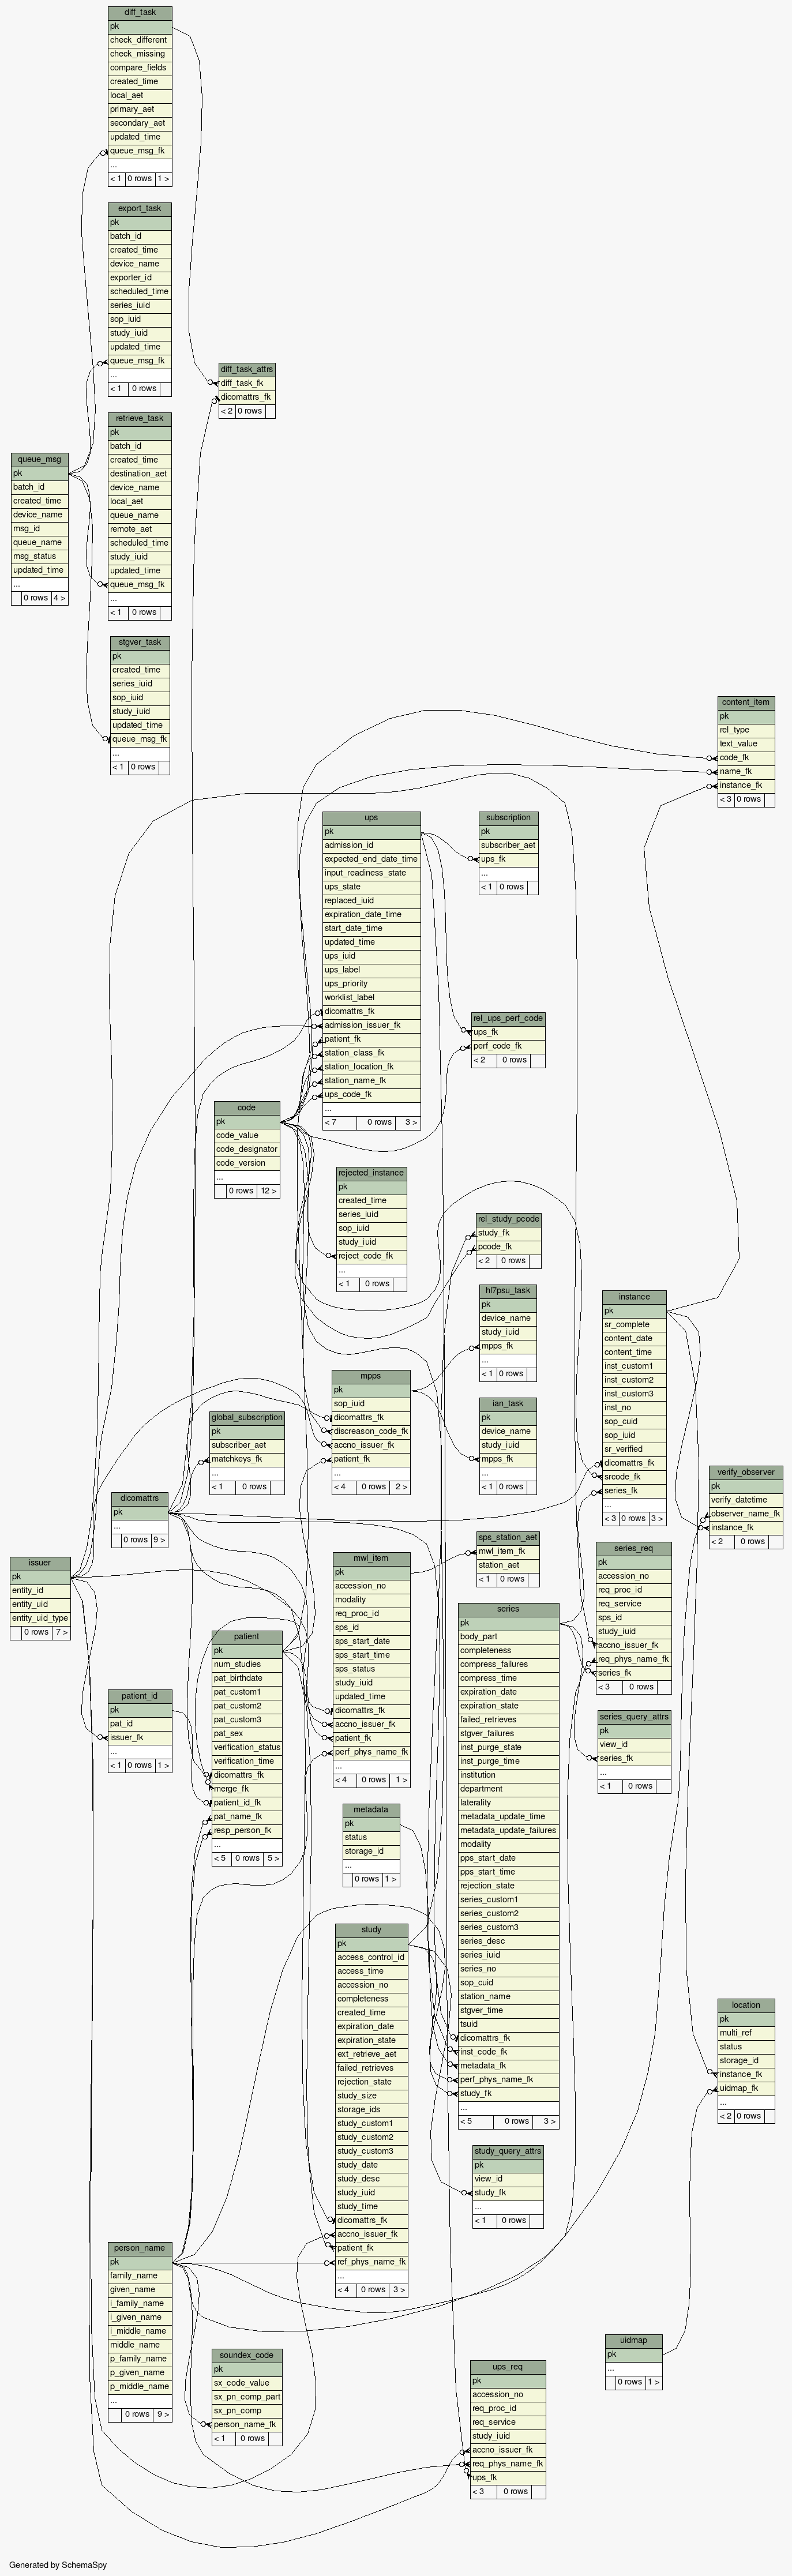 diff_task
pk
check_different
check_missing
compare_fields
created_time
local_aet
primary_aet
secondary_aet
updated_time
queue_msg_fk
...
< 1 0 rows 1 >
export_task
pk
batch_id
created_time
device_name
exporter_id
scheduled_time
series_iuid
sop_iuid
study_iuid
updated_time
queue_msg_fk
...
< 1 0 rows
diff_task_attrs
diff_task_fk
dicomattrs_fk
< 2 0 rows
retrieve_task
pk
batch_id
created_time
destination_aet
device_name
local_aet
queue_name
remote_aet
scheduled_time
study_iuid
updated_time
queue_msg_fk
...
< 1 0 rows
queue_msg
pk
batch_id
created_time
device_name
msg_id
queue_name
msg_status
updated_time
...
0 rows 4 >
stgver_task
pk
created_time
series_iuid
sop_iuid
study_iuid
updated_time
queue_msg_fk
...
< 1 0 rows
content_item
pk
rel_type
text_value
code_fk
name_fk
instance_fk
< 3 0 rows
ups
pk
admission_id
expected_end_date_time
input_readiness_state
ups_state
replaced_iuid
expiration_date_time
start_date_time
updated_time
ups_iuid
ups_label
ups_priority
worklist_label
dicomattrs_fk
admission_issuer_fk
patient_fk
station_class_fk
station_location_fk
station_name_fk
ups_code_fk
...
< 7 0 rows 3 >
subscription
pk
subscriber_aet
ups_fk
...
< 1 0 rows
rel_ups_perf_code
ups_fk
perf_code_fk
< 2 0 rows
code
pk
code_value
code_designator
code_version
...
0 rows 12 >
rejected_instance
pk
created_time
series_iuid
sop_iuid
study_iuid
reject_code_fk
...
< 1 0 rows
rel_study_pcode
study_fk
pcode_fk
< 2 0 rows
hl7psu_task
pk
device_name
study_iuid
mpps_fk
...
< 1 0 rows
instance
pk
sr_complete
content_date
content_time
inst_custom1
inst_custom2
inst_custom3
inst_no
sop_cuid
sop_iuid
sr_verified
dicomattrs_fk
srcode_fk
series_fk
...
< 3 0 rows 3 >
mpps
pk
sop_iuid
dicomattrs_fk
discreason_code_fk
accno_issuer_fk
patient_fk
...
< 4 0 rows 2 >
ian_task
pk
device_name
study_iuid
mpps_fk
...
< 1 0 rows
global_subscription
pk
subscriber_aet
matchkeys_fk
...
< 1 0 rows
verify_observer
pk
verify_datetime
observer_name_fk
instance_fk
< 2 0 rows
dicomattrs
pk
...
0 rows 9 >
sps_station_aet
mwl_item_fk
station_aet
< 1 0 rows
series_req
pk
accession_no
req_proc_id
req_service
sps_id
study_iuid
accno_issuer_fk
req_phys_name_fk
series_fk
...
< 3 0 rows
mwl_item
pk
accession_no
modality
req_proc_id
sps_id
sps_start_date
sps_start_time
sps_status
study_iuid
updated_time
dicomattrs_fk
accno_issuer_fk
patient_fk
perf_phys_name_fk
...
< 4 0 rows 1 >
issuer
pk
entity_id
entity_uid
entity_uid_type
0 rows 7 >
series
pk
body_part
completeness
compress_failures
compress_time
expiration_date
expiration_state
failed_retrieves
stgver_failures
inst_purge_state
inst_purge_time
institution
department
laterality
metadata_update_time
metadata_update_failures
modality
pps_start_date
pps_start_time
rejection_state
series_custom1
series_custom2
series_custom3
series_desc
series_iuid
series_no
sop_cuid
station_name
stgver_time
tsuid
dicomattrs_fk
inst_code_fk
metadata_fk
perf_phys_name_fk
study_fk
...
< 5 0 rows 3 >
patient
pk
num_studies
pat_birthdate
pat_custom1
pat_custom2
pat_custom3
pat_sex
verification_status
verification_time
dicomattrs_fk
merge_fk
patient_id_fk
pat_name_fk
resp_person_fk
...
< 5 0 rows 5 >
patient_id
pk
pat_id
issuer_fk
...
< 1 0 rows 1 >
series_query_attrs
pk
view_id
series_fk
...
< 1 0 rows
metadata
pk
status
storage_id
...
0 rows 1 >
study
pk
access_control_id
access_time
accession_no
completeness
created_time
expiration_date
expiration_state
ext_retrieve_aet
failed_retrieves
rejection_state
study_size
storage_ids
study_custom1
study_custom2
study_custom3
study_date
study_desc
study_iuid
study_time
dicomattrs_fk
accno_issuer_fk
patient_fk
ref_phys_name_fk
...
< 4 0 rows 3 >
location
pk
multi_ref
status
storage_id
instance_fk
uidmap_fk
...
< 2 0 rows
study_query_attrs
pk
view_id
study_fk
...
< 1 0 rows
person_name
pk
family_name
given_name
i_family_name
i_given_name
i_middle_name
middle_name
p_family_name
p_given_name
p_middle_name
...
0 rows 9 >
uidmap
pk
...
0 rows 1 >
soundex_code
pk
sx_code_value
sx_pn_comp_part
sx_pn_comp
person_name_fk
< 1 0 rows
ups_req
pk
accession_no
req_proc_id
req_service
study_iuid
accno_issuer_fk
req_phys_name_fk
ups_fk
< 3 0 rows
Generated by SchemaSpy